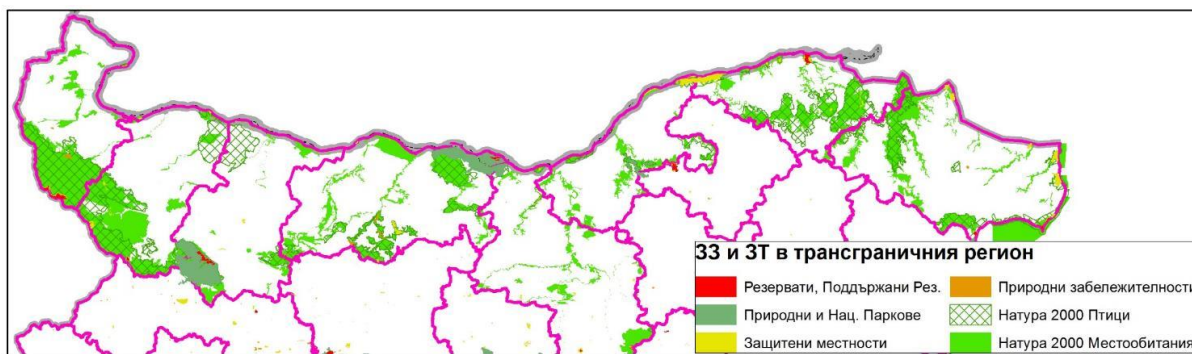 ЗЗ и ЗТ в трансграничния регион
Резервати, Поддържани Рез.
Природни забележителности
Природни и Нац. Паркове
Натура 2000 Птици
Защитени местности
Натура 2000 Местообитания